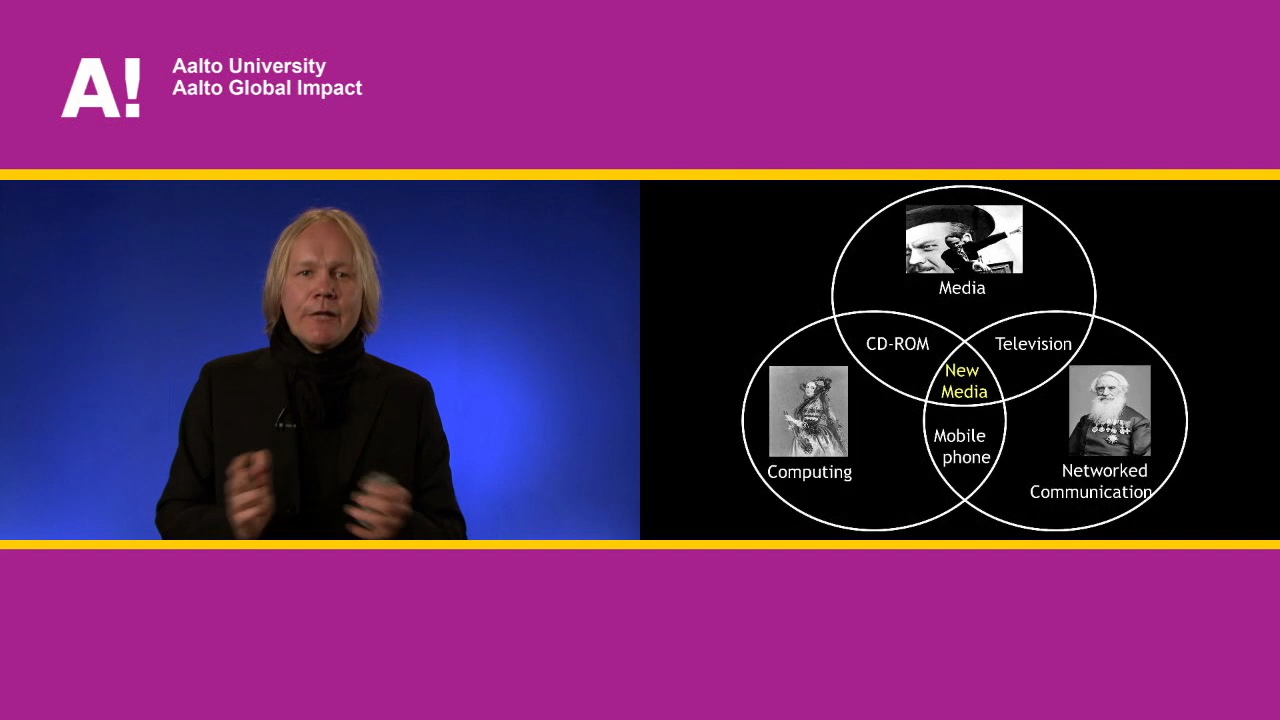 A!
Aalto University
Aalto Global Impact
Media
CD-ROM
Television
New
Media
Mobile
phone
Computing
Networked
Communication